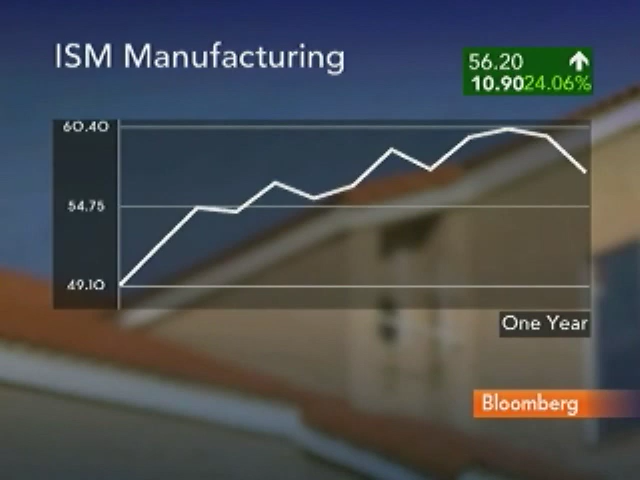 ISM Manufacturing
56.20
10.90 24.06%
60.40
54.75
49.10
One Year
Bloomberg